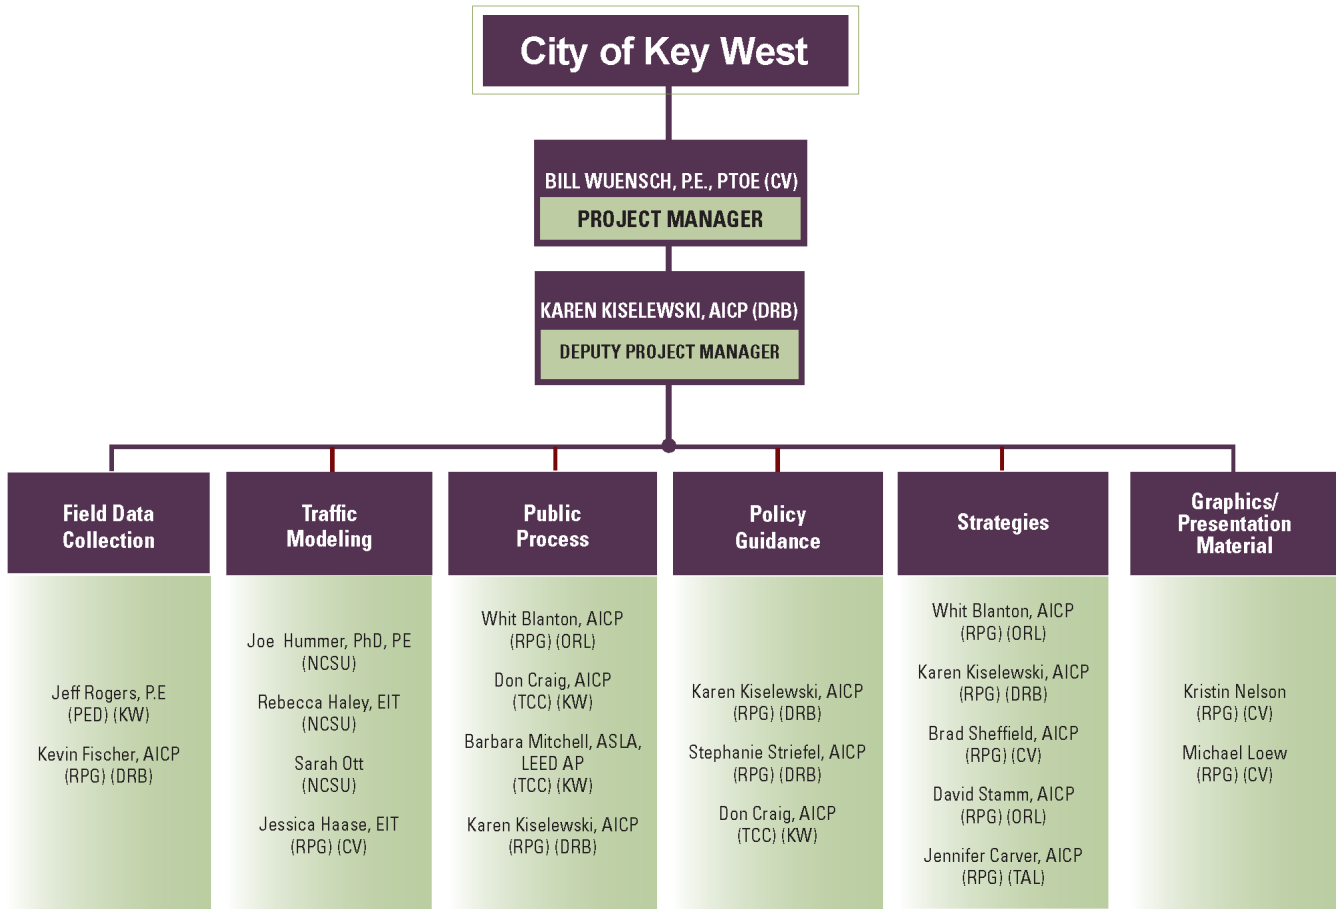 City of Key West
BILL WUENSCH, P.E., PTOE (CV)
PROJECT MANAGER
KAREN KISELEWSKI, AICP (DRB)
DEPUTY PROJECT MANAGER
Field Data
Collection
Jeff Rogers, P.E
(PED) (KW)
Kevin Fischer, AICP
(RPG) (DRB)
Traffic
Modeling
Joe Hummer, PhD, PE
(NCSU)
Rebecca Haley, EIT
(NCSU)
Sarah Ott
(NCSU)
Jessica Haase, EIT
(RPG) (CV)
Public
Process
Whit Blanton, AICP
(RPG) (ORL)
Don Craig, AICP
(TCC) (KW)
Barbara Mitchell, ASLA,
LEED AP
(TCC) (KW)
Karen Kiselewski, AICP
(RPG) (DRB)
Policy
Guidance
Karen Kiselewski, AICP
(RPG) (DRB)
Stephanie Striefel, AICP
(RPG) (DRB)
Don Craig, AICP
(TCC) (KW)
Strategies
Whit Blanton, AICP
(RPG) (ORL)
Karen Kiselewski, AICP
(RPG) (DRB)
Brad Sheffield, AICP
(RPG) (CV)
David Stamm, AICP
(RPG) (ORL)
Jennifer Carver, AICP
(RPG) (TAL)
Graphics/
Presentation
Material
Kristin Nelson
(RPG) (CV)
Michael Loew
(RPG) (CV)